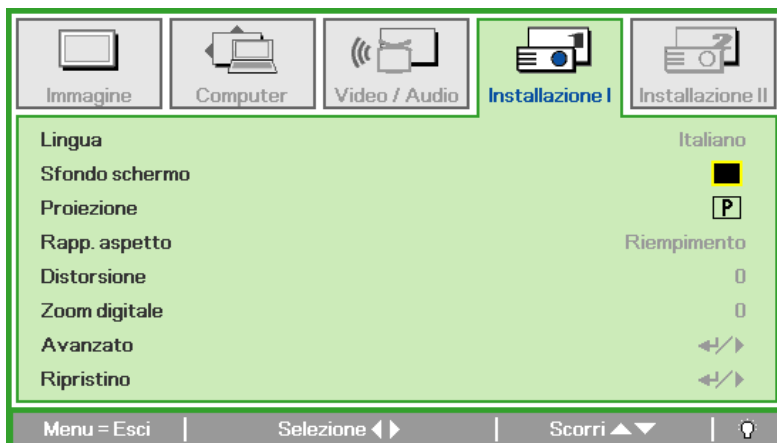 Immagine Computer Video / Audio Installazione I Installazione II
Lingua Italiano
Sfondo schermo
Proiezione P
Rapp. aspetto Riempimento
Distorsione 0
Zoom digitale 0
Avanzato
Ripristino
Menu = Esci Selezione Scorri